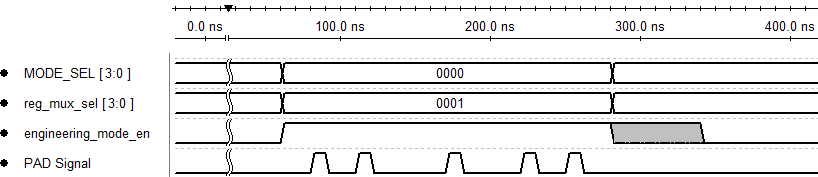 0.0 ns 100.0 ns 200.0 ns 300.0 ns 400.0 ns
MODE_SEL [ 3:0 ] 0000
reg_mux_sel [ 3:0 ] 0001
engineering_mode_en
PAD Signal